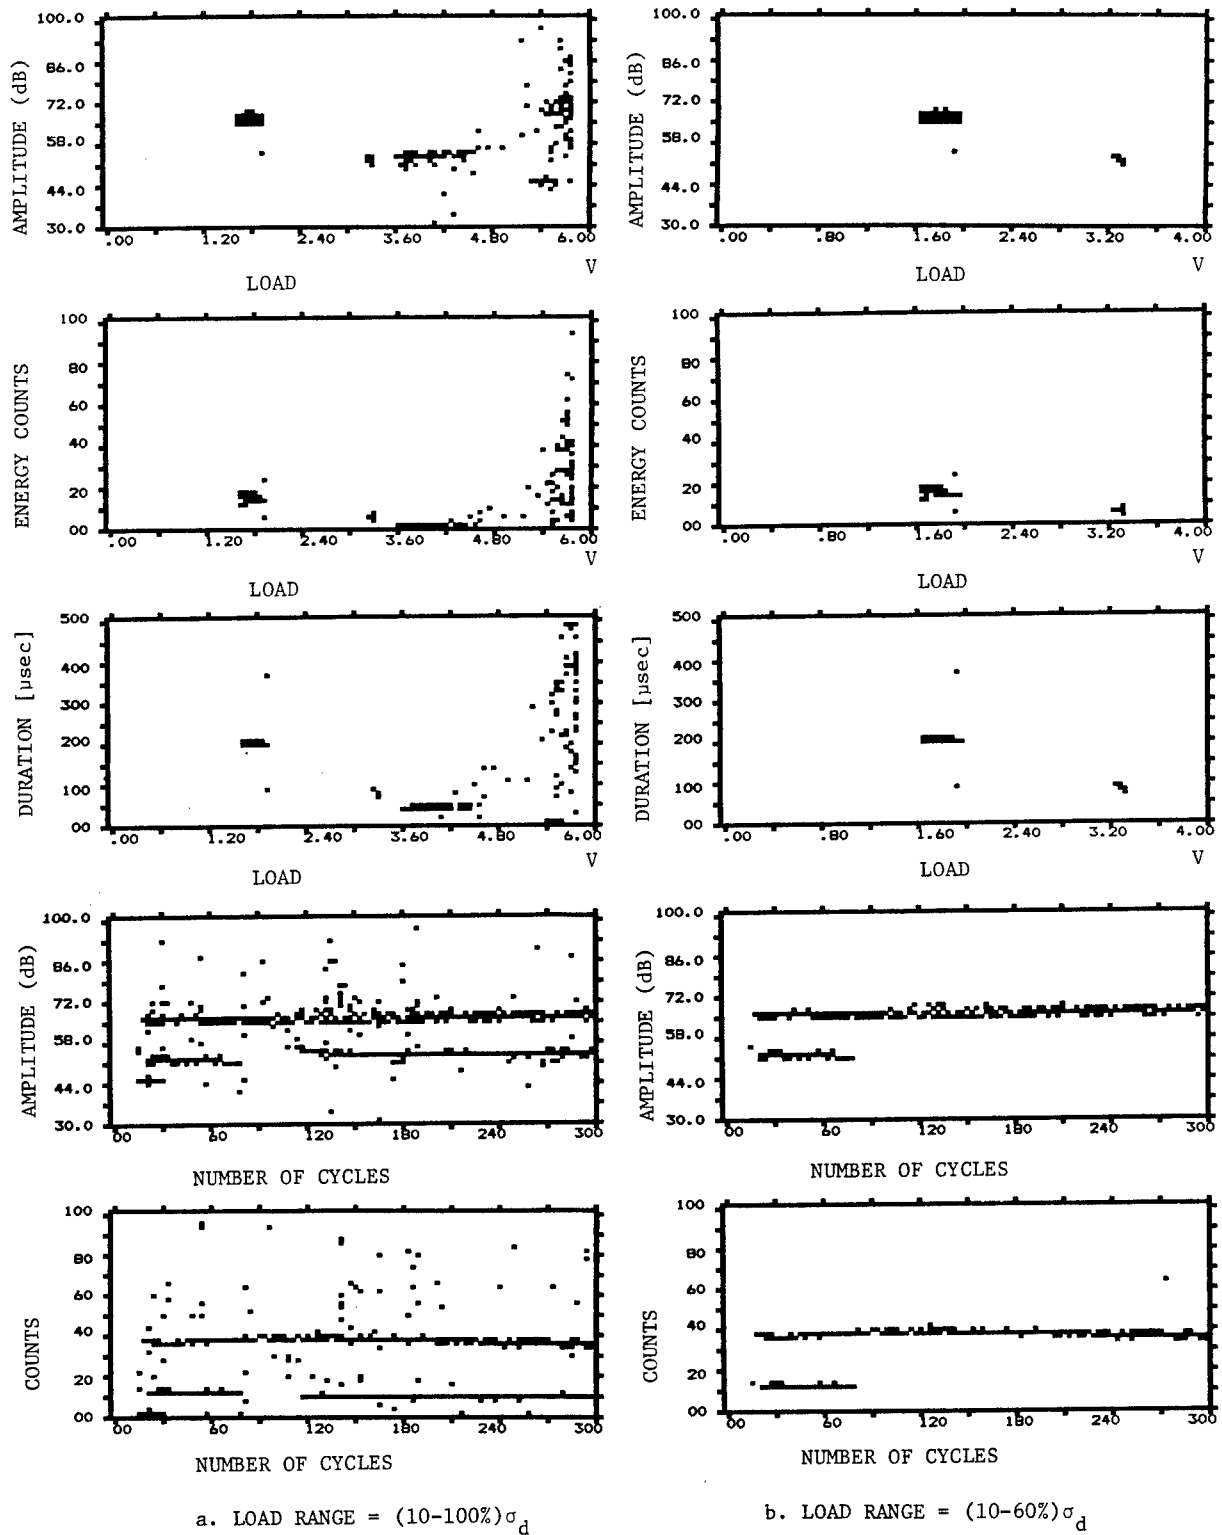 AMPLITUDE (dB)
100.0
86.0
72.0
58.0
44.0
30.0
.00 1.20 2.40 3.60 4.80 6.00
V
LOAD
AMPLITUDE (dB)
100.0
86.0
72.0
58.0
44.0
30.0
.00 .80 1.60 2.40 3.20 4.00
V
LOAD
ENERGY COUNTS
100
80
60
40
20
00
.00 1.20 2.40 3.60 4.80 6.00
V
LOAD
ENERGY COUNTS
100
80
60
40
20
00
.00 .80 1.60 2.40 3.20 4.00
V
LOAD
DURATION [μsec]
500
400
300
200
100
00
.00 1.20 2.40 3.60 4.80 6.00
V
LOAD
DURATION [μsec]
500
400
300
200
100
00
.00 .80 1.60 2.40 3.20 4.00
V
LOAD
AMPLITUDE (dB)
100.0
86.0
72.0
58.0
44.0
30.0
00 60 120 180 240 300
NUMBER OF CYCLES
AMPLITUDE (dB)
100.0
86.0
72.0
58.0
44.0
30.0
00 60 120 180 240 300
NUMBER OF CYCLES
COUNTS
100
80
60
40
20
00
00 60 120 180 240 300
NUMBER OF CYCLES
COUNTS
100
80
60
40
20
00
00 60 120 180 240 300
NUMBER OF CYCLES
a. LOAD RANGE = (10-100%)σd
b. LOAD RANGE = (10-60%)σd